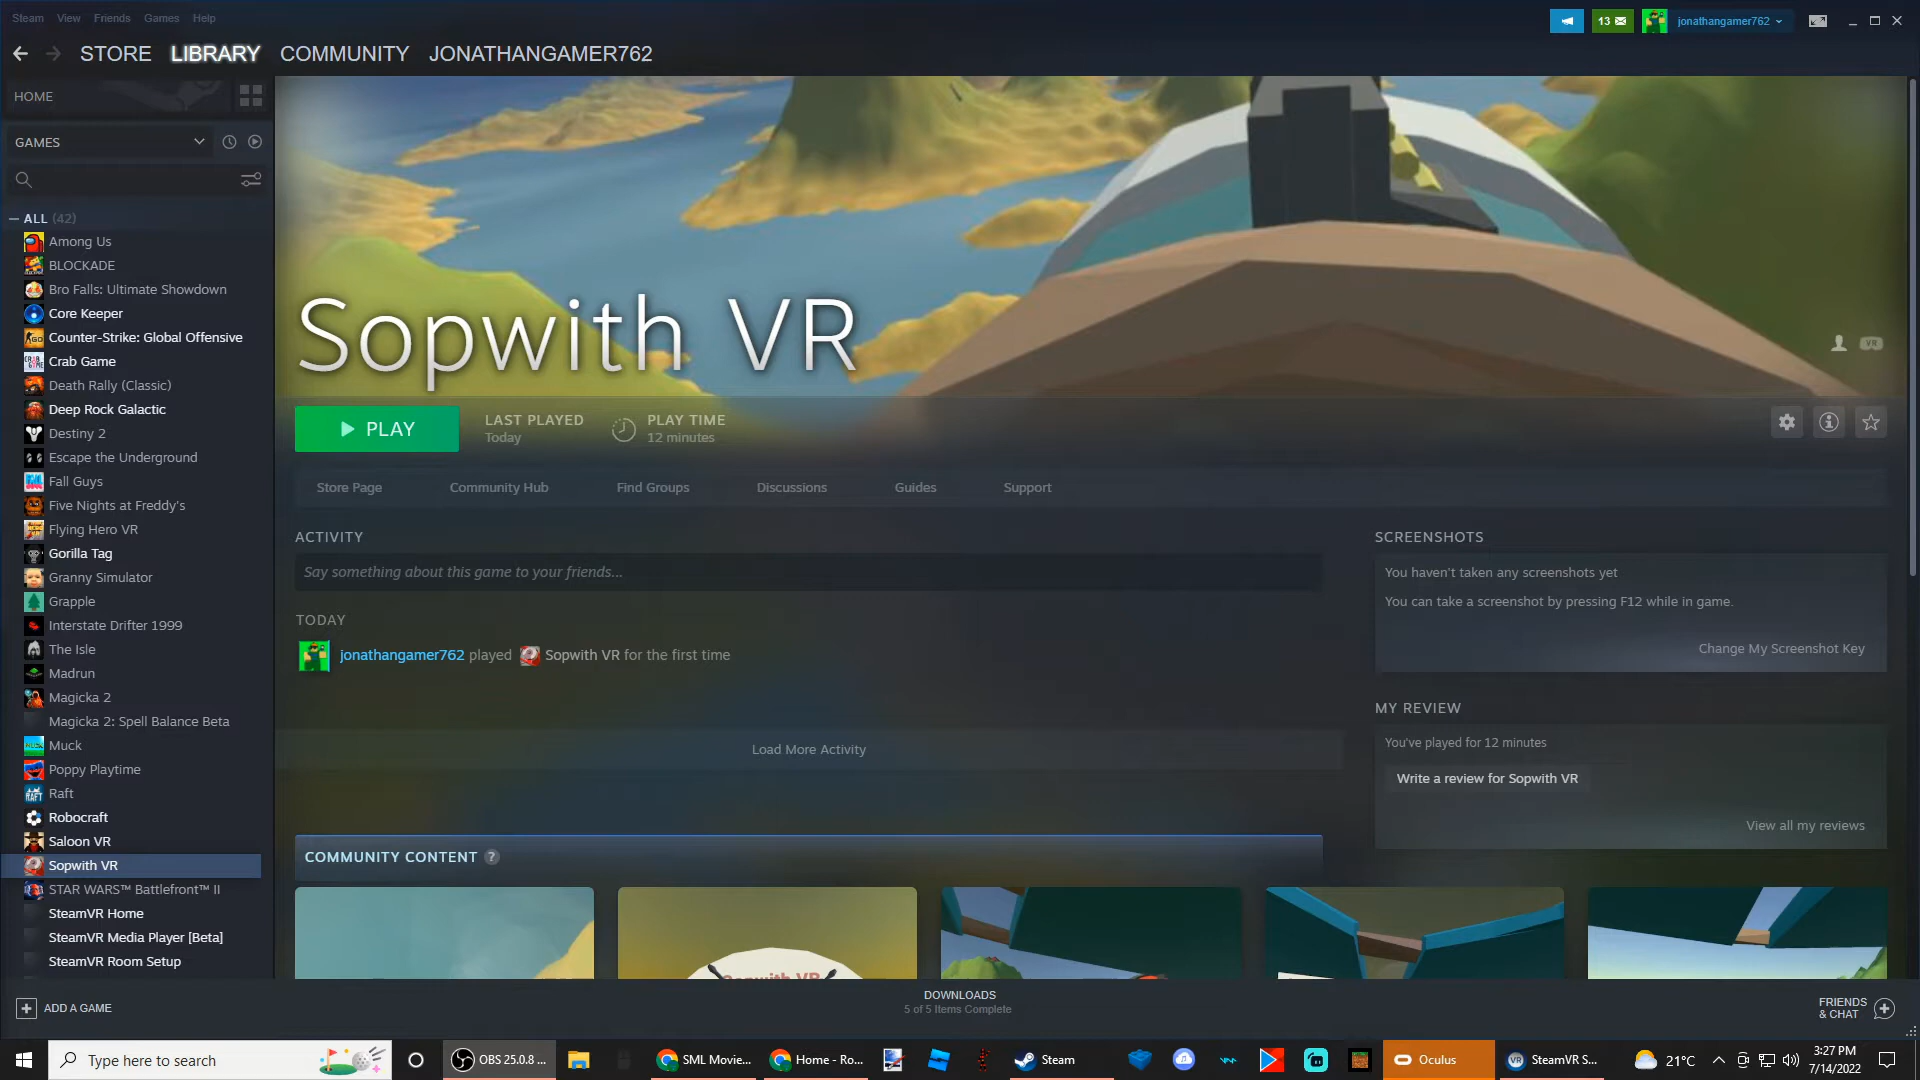 Steam View Friends Games Help
13 jonathangamer762
STORE LIBRARY COMMUNITY JONATHANGAMER762
HOME
GAMES
ALL (42)
Among Us
BLOCKADE
Bro Falls: Ultimate Showdown
Core Keeper
Counter-Strike: Global Offensive
Crab Game
Death Rally (Classic)
Deep Rock Galactic
Destiny 2
Escape the Underground
Fall Guys
Five Nights at Freddy's
Flying Hero VR
Gorilla Tag
Granny Simulator
Grapple
Interstate Drifter 1999
The Isle
Madrun
Magicka 2
Magicka 2: Spell Balance Beta
Muck
Poppy Playtime
Raft
Robocraft
Saloon VR
Sopwith VR
STAR WARS™ Battlefront™ II
SteamVR Home
SteamVR Media Player [Beta]
SteamVR Room Setup
ADD A GAME
Sopwith VR
VR
PLAY
LAST PLAYED
Today
PLAY TIME
12 minutes
Store Page Community Hub Find Groups Discussions Guides Support
ACTIVITY
Say something about this game to your friends...
TODAY
jonathangamer762 played Sopwith VR for the first time
Load More Activity
SCREENSHOTS
You haven't taken any screenshots yet
You can take a screenshot by pressing F12 while in game.
Change My Screenshot Key
MY REVIEW
You've played for 12 minutes
Write a review for Sopwith VR
View all my reviews
COMMUNITY CONTENT ?
Sopwith VR
DOWNLOADS
5 of 5 Items Complete
FRIENDS
& CHAT
Type here to search
OBS 25.0.8 ...
SML Movie...
Home - Ro...
Steam
Oculus
SteamVR S...
21°C
3:27 PM
7/14/2022